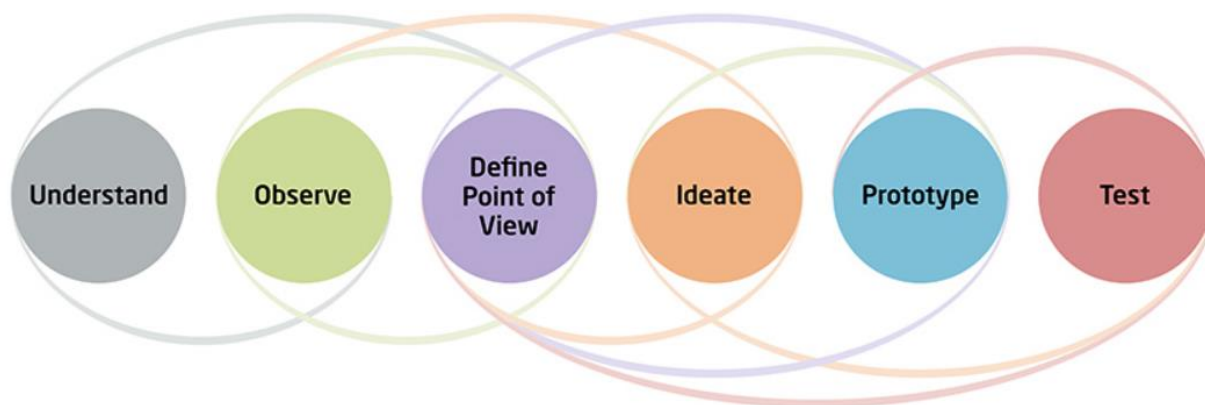 Understand
Observe
Define
Point of
View
Ideate
Prototype
Test